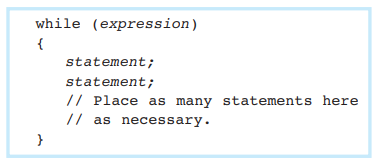 while (expression)
{
    statement;
    statement;
    // Place as many statements here
    // as necessary.
}